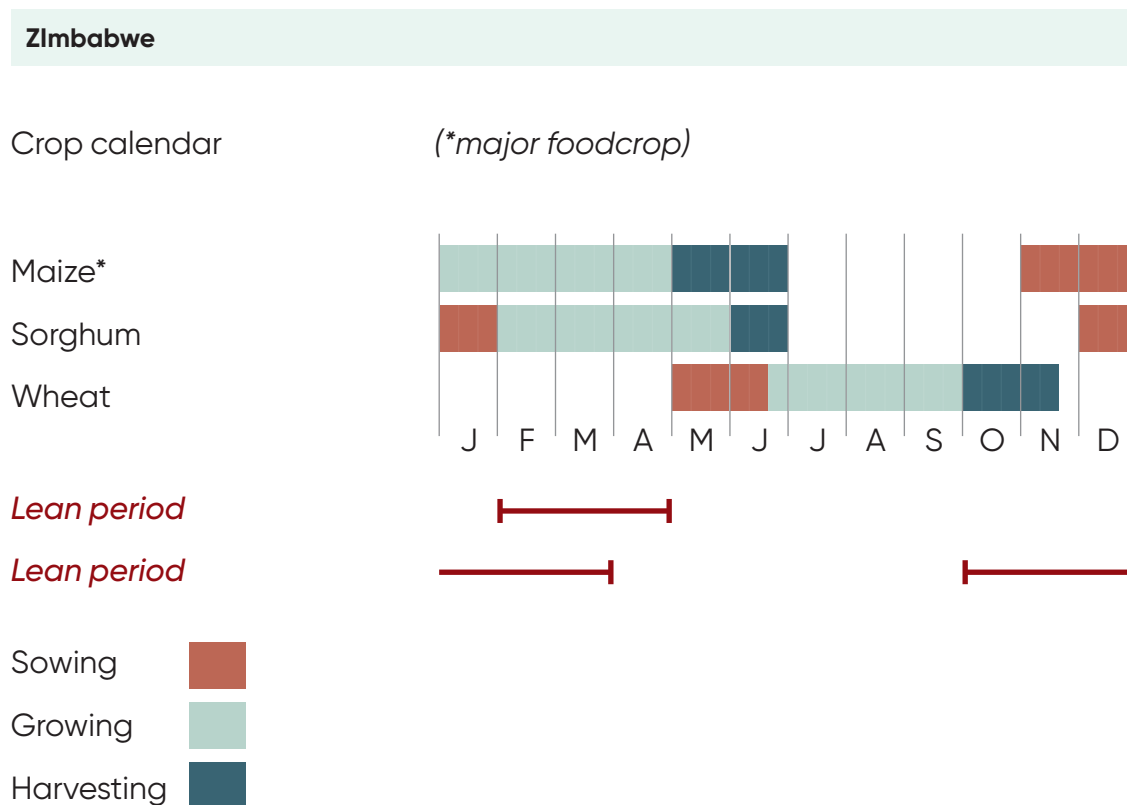 ZImbabwe
Crop calendar (*major foodcrop)
Maize*
Sorghum
Wheat
J F M A M J J A S O N D
Lean period
Lean period
Sowing
Growing
Harvesting